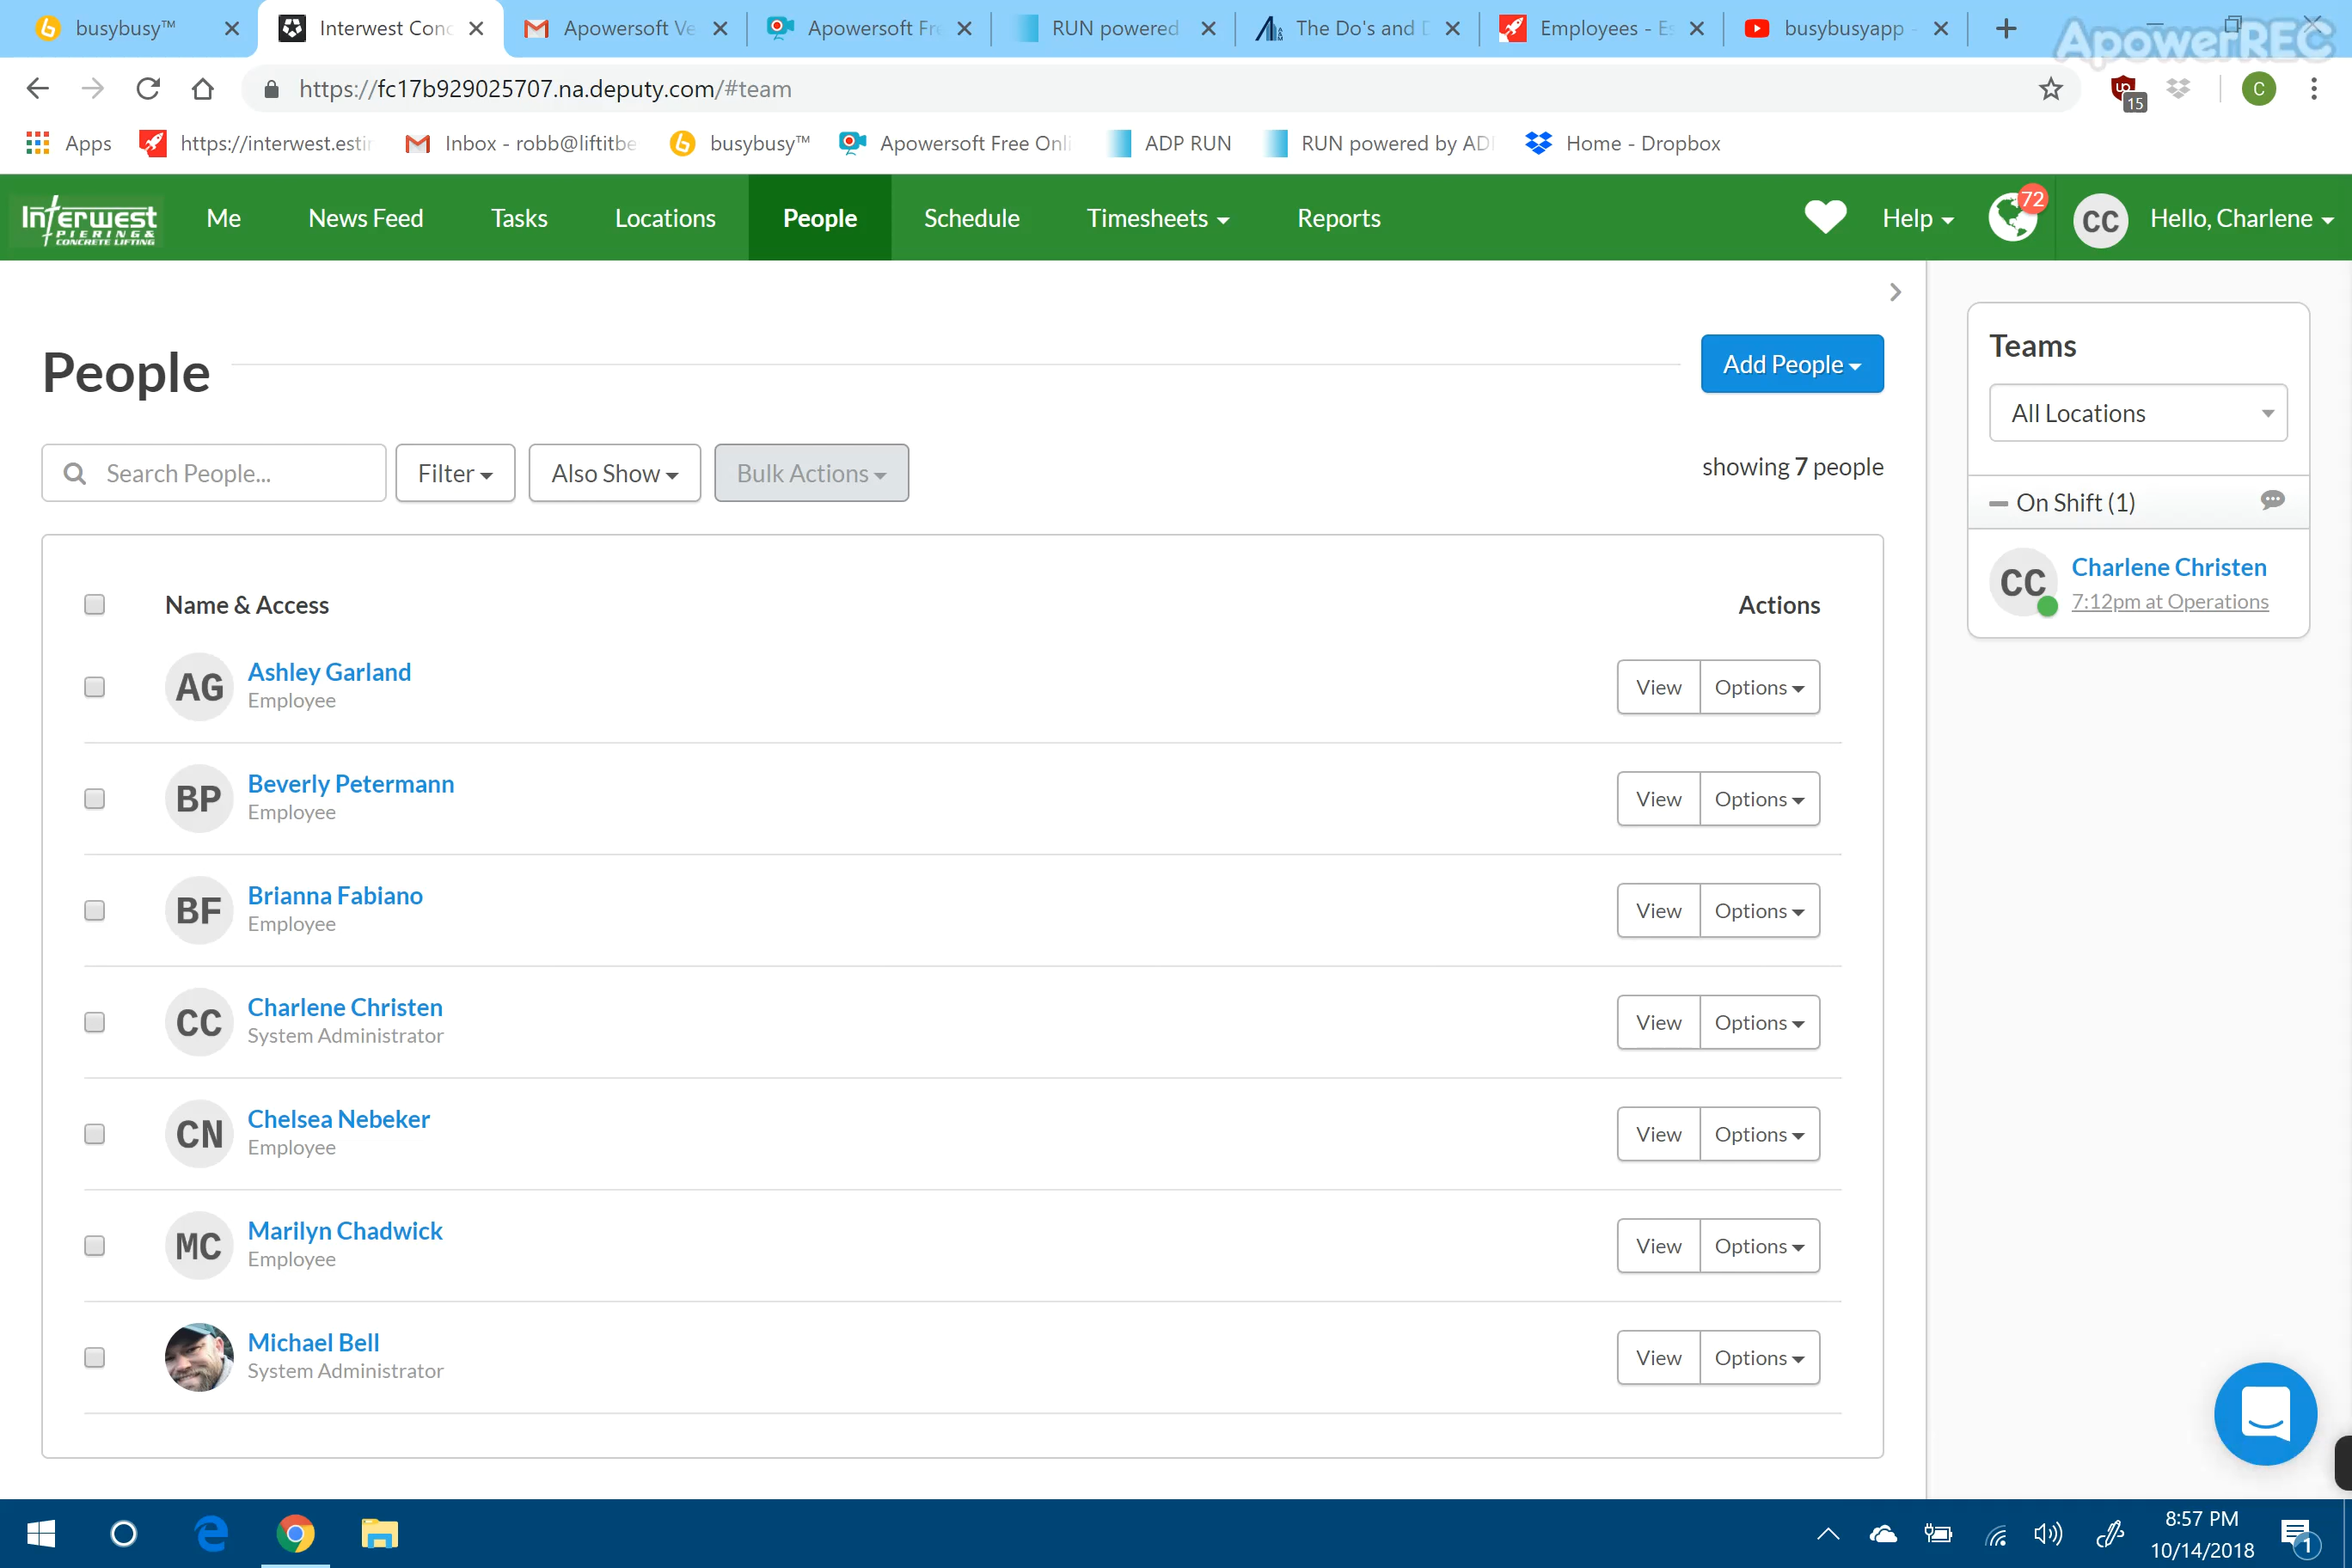 busybusy™
Interwest Conc
Apowersoft Ve
Apowersoft Fr
RUN powered
The Do's and D
Employees - Es
busybusyapp -
ApowerREC
https://fc17b929025707.na.deputy.com/#team
15
C
Apps
https://interwest.estin
Inbox - robb@liftitbe
busybusy™
Apowersoft Free Onli
ADP RUN
RUN powered by ADP
Home - Dropbox
Interwest
PIERING &
CONCRETE LIFTING
Me
News Feed
Tasks
Locations
People
Schedule
Timesheets
Reports
Help
72
CC
Hello, Charlene
People
Add People
Search People...
Filter
Also Show
Bulk Actions
showing 7 people
Name & Access
Actions
AG
Ashley Garland
Employee
View
Options
BP
Beverly Petermann
Employee
View
Options
BF
Brianna Fabiano
Employee
View
Options
CC
Charlene Christen
System Administrator
View
Options
CN
Chelsea Nebeker
Employee
View
Options
MC
Marilyn Chadwick
Employee
View
Options
Michael Bell
System Administrator
View
Options
Teams
All Locations
On Shift (1)
CC
Charlene Christen
7:12pm at Operations
8:57 PM
10/14/2018
1